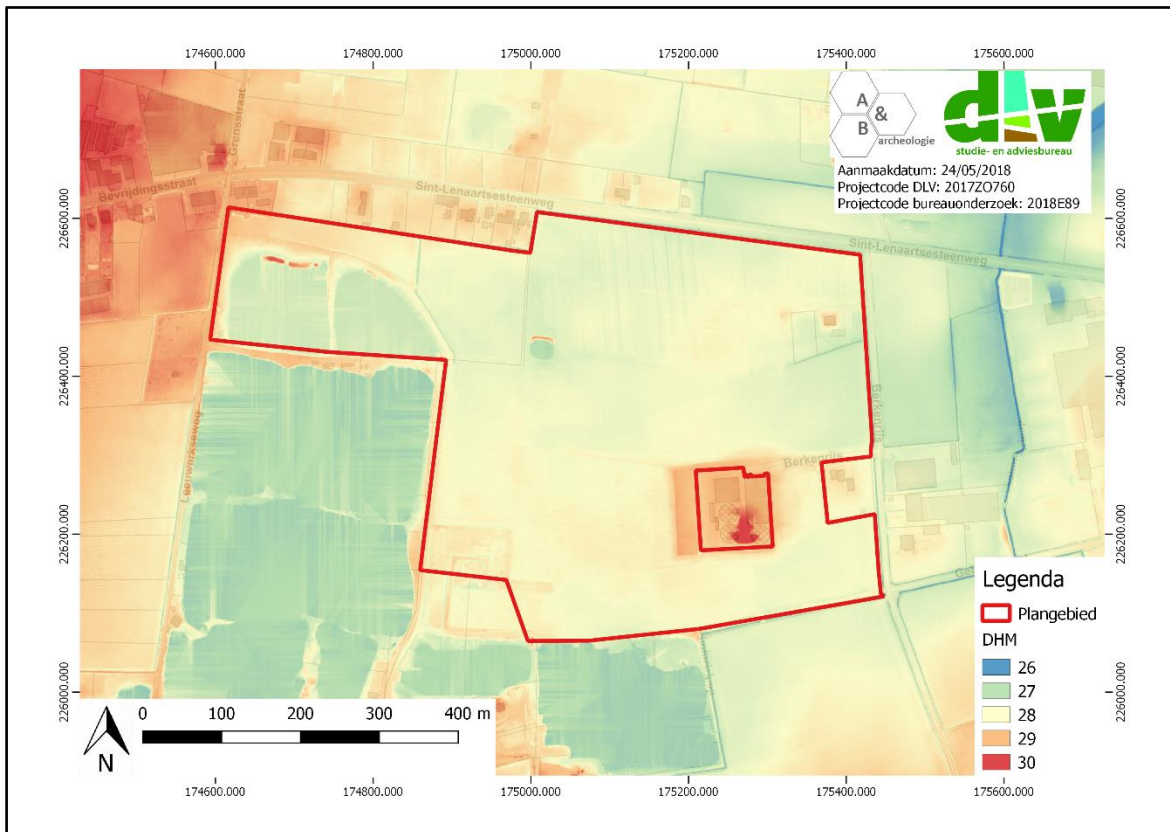 174600.000 174800.000 175000.000 175200.000 175400.000 175600.000
A
&
B
archeologie
dlv
studie- en adviesbureau
Aanmaakdatum: 24/05/2018
Projectcode DLV: 2017ZO760
Projectcode bureauonderzoek: 2018E89
Grensstraat
Bevrijdingsstraat
Sint-Lenaartsesteenweg
Sint-Lenaartsesteenweg
226600.000
226600.000
226400.000
226400.000
Berkenrijs
Berkenrijs
Leeuwerkseweg
226200.000
226200.000
226000.000
226000.000
Legenda
Plangebied
DHM
26
27
28
29
30
0 100 200 300 400 m
N
174600.000 174800.000 175000.000 175200.000 175400.000 175600.000